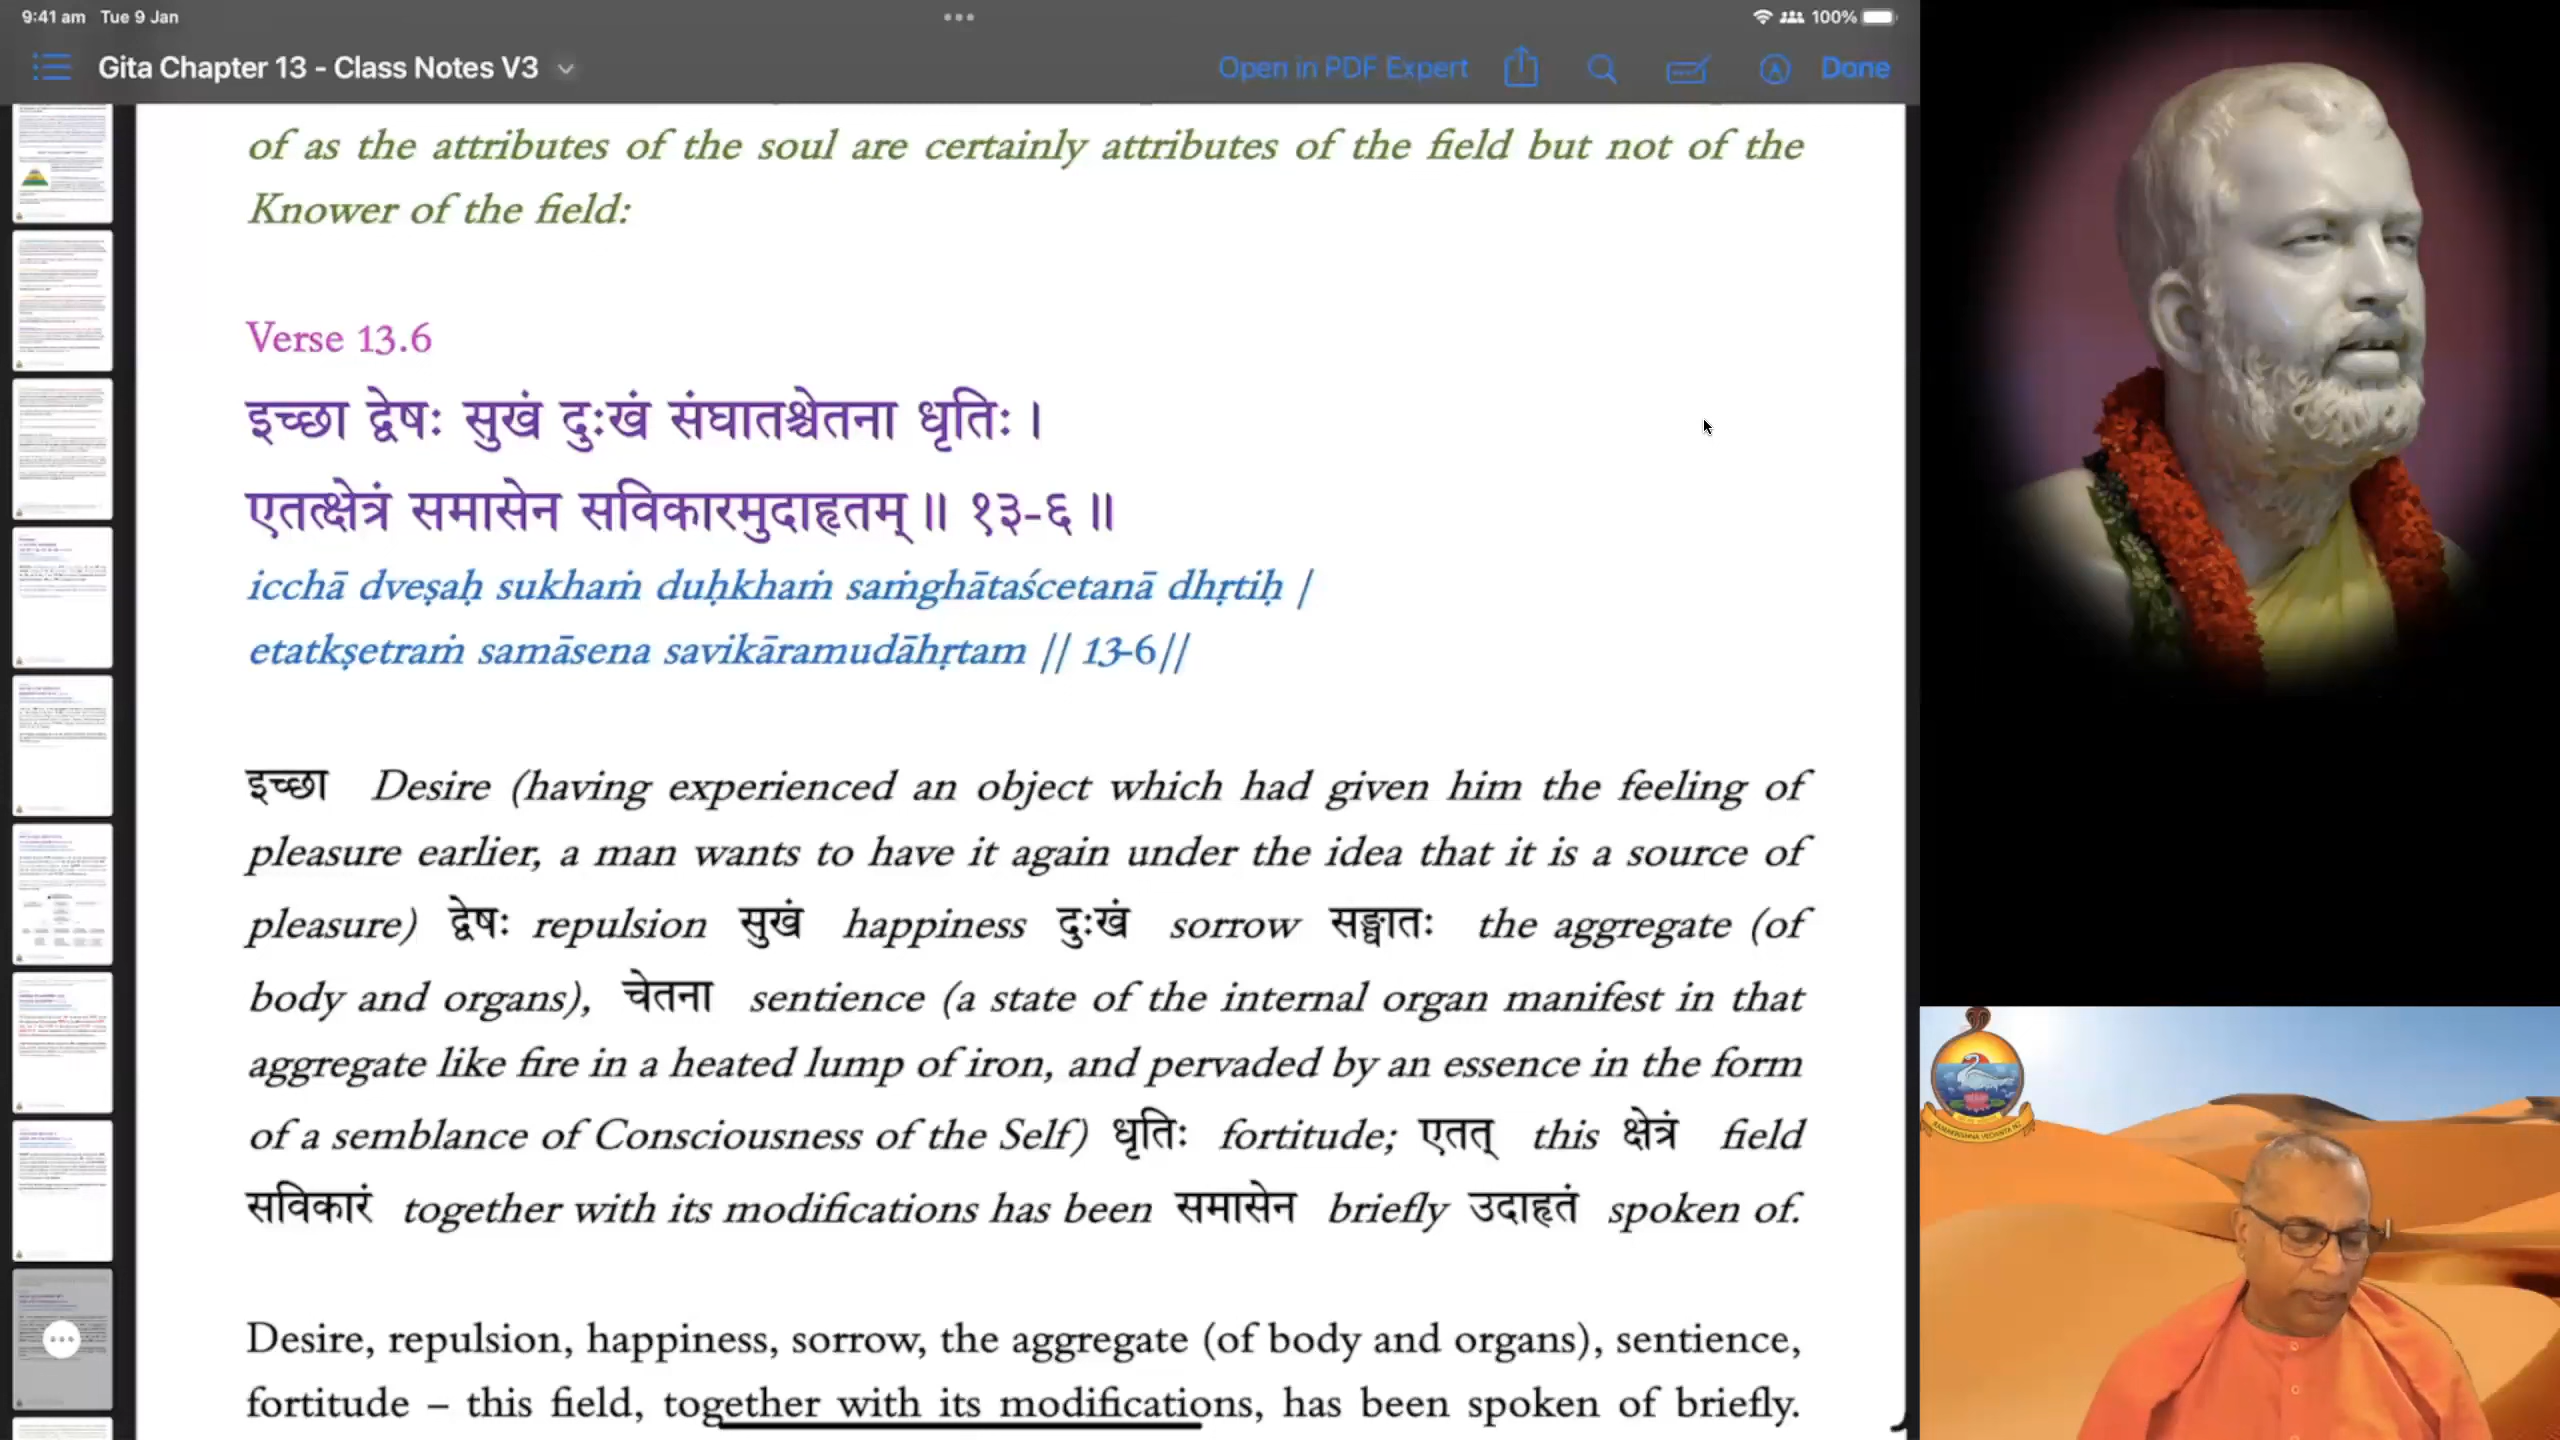 9:41 am Tue 9 Jan
100%
Gita Chapter 13 - Class Notes V3
Open in PDF Expert
Done
of as the attributes of the soul are certainly attributes of the field but not of the
Knower of the field:
Verse 13.6
इच्छा द्वेषः सुखं दुःखं संघातश्चेतना धृतिः ।
एतत्क्षेत्रं समासेन सविकारमुदाहृतम् ॥ १३-६ ॥
icchā dveṣaḥ sukhaṁ duḥkhaṁ saṁghātaścetanā dhṛtiḥ |
etatkṣetraṁ samāsena savikāramudāhṛtam || 13-6||
इच्छा Desire (having experienced an object which had given him the feeling of
pleasure earlier, a man wants to have it again under the idea that it is a source of
pleasure) द्वेषः repulsion सुखं happiness दुःखं sorrow सङ्घातः the aggregate (of
body and organs), चेतना sentience (a state of the internal organ manifest in that
aggregate like fire in a heated lump of iron, and pervaded by an essence in the form
of a semblance of Consciousness of the Self) धृतिः fortitude; एतत् this क्षेत्रं field
सविकारं together with its modifications has been समासेन briefly उदाहृतं spoken of.
Desire, repulsion, happiness, sorrow, the aggregate (of body and organs), sentience,
fortitude – this field, together with its modifications, has been spoken of briefly.